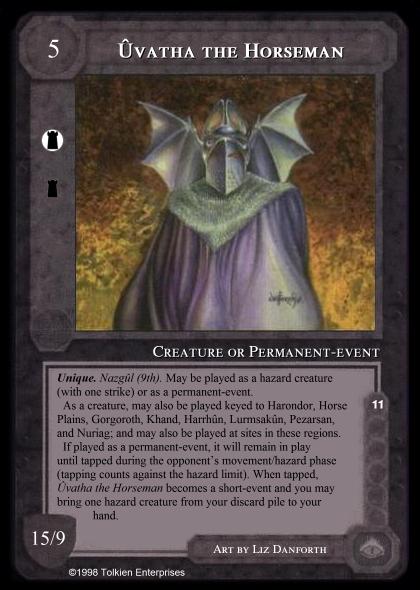 5
Ûvatha the Horseman
Creature or Permanent-event
Unique. Nazgûl (9th). May be played as a hazard creature
(with one strike) or as a permanent-event.
As a creature, may also be played keyed to Harondor, Horse
Plains, Gorgoroth, Khand, Harrhûn, Lurmsakûn, Pezarsan,
and Nuriag; and may also be played at sites in these regions.
If played as a permanent-event, it will remain in play
until tapped during the opponent's movement/hazard phase
(tapping counts against the hazard limit). When tapped,
Ûvatha the Horseman becomes a short-event and you may
bring one hazard creature from your discard pile to your
hand.
11
15/9
Art by Liz Danforth
©1998 Tolkien Enterprises